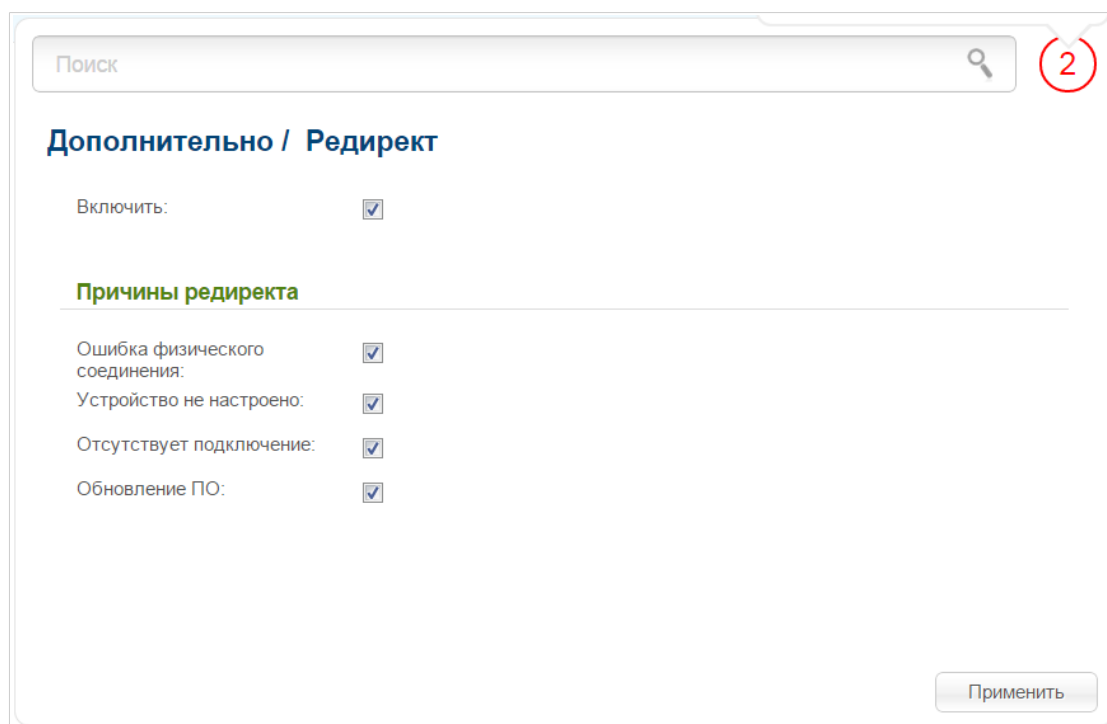 Поиск
2
Дополнительно / Редирект
Включить:
Причины редиректа
Ошибка физического
соединения:
Устройство не настроено:
Отсутствует подключение:
Обновление ПО:
Применить